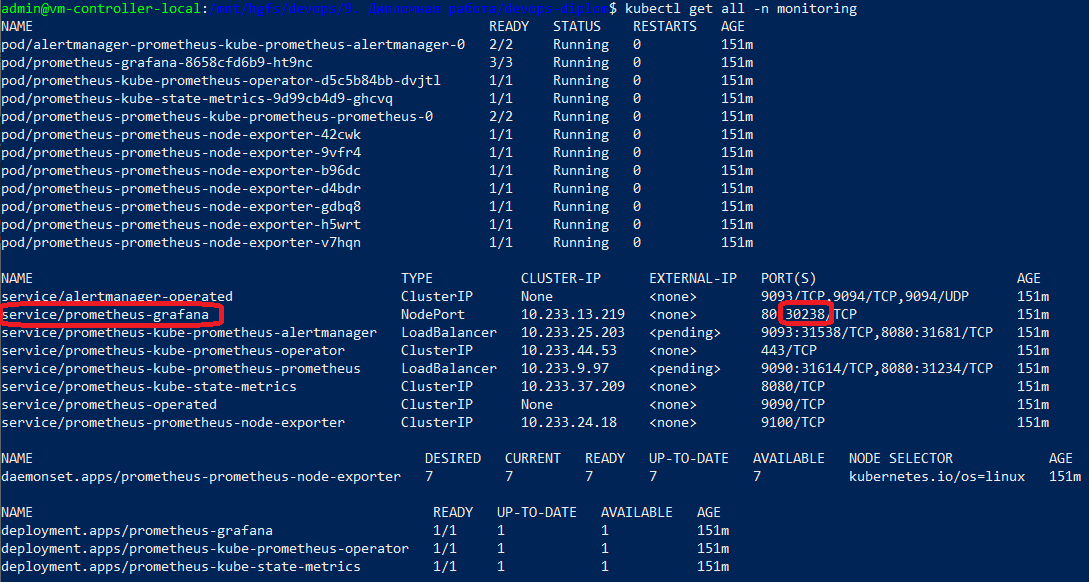 admin@vm-controller-local:/mnt/hgfs/devops/8. Дипломная работа/devops-diplom$ kubectl get all -n monitoring
NAME READY STATUS RESTARTS AGE
pod/alertmanager-prometheus-kube-prometheus-alertmanager-0 2/2 Running 0 151m
pod/prometheus-grafana-8658cfd6b9-ht9nc 3/3 Running 0 151m
pod/prometheus-kube-prometheus-operator-d5c5b84bb-dvjtl 1/1 Running 0 151m
pod/prometheus-kube-state-metrics-9d99cb4d9-ghcvq 1/1 Running 0 151m
pod/prometheus-prometheus-kube-prometheus-prometheus-0 2/2 Running 0 151m
pod/prometheus-prometheus-node-exporter-42cwk 1/1 Running 0 151m
pod/prometheus-prometheus-node-exporter-9vfr4 1/1 Running 0 151m
pod/prometheus-prometheus-node-exporter-b96dc 1/1 Running 0 151m
pod/prometheus-prometheus-node-exporter-d4bdr 1/1 Running 0 151m
pod/prometheus-prometheus-node-exporter-gdbq8 1/1 Running 0 151m
pod/prometheus-prometheus-node-exporter-h5wrt 1/1 Running 0 151m
pod/prometheus-prometheus-node-exporter-v7hqn 1/1 Running 0 151m
NAME TYPE CLUSTER-IP EXTERNAL-IP PORT(S) AGE
service/alertmanager-operated ClusterIP None <none> 9093/TCP,9094/TCP,9094/UDP 151m
service/prometheus-grafana NodePort 10.233.13.219 <none> 80:30238/TCP 151m
service/prometheus-kube-prometheus-alertmanager LoadBalancer 10.233.25.203 <pending> 9093:31538/TCP,8080:31681/TCP 151m
service/prometheus-kube-prometheus-operator ClusterIP 10.233.44.53 <none> 443/TCP 151m
service/prometheus-kube-prometheus-prometheus LoadBalancer 10.233.9.97 <pending> 9090:31614/TCP,8080:31234/TCP 151m
service/prometheus-kube-state-metrics ClusterIP 10.233.37.209 <none> 8080/TCP 151m
service/prometheus-operated ClusterIP None <none> 9090/TCP 151m
service/prometheus-prometheus-node-exporter ClusterIP 10.233.24.18 <none> 9100/TCP 151m
NAME DESIRED CURRENT READY UP-TO-DATE AVAILABLE NODE SELECTOR AGE
daemonset.apps/prometheus-prometheus-node-exporter 7 7 7 7 7 kubernetes.io/os=linux 151m
NAME READY UP-TO-DATE AVAILABLE AGE
deployment.apps/prometheus-grafana 1/1 1 1 151m
deployment.apps/prometheus-kube-prometheus-operator 1/1 1 1 151m
deployment.apps/prometheus-kube-state-metrics 1/1 1 1 151m